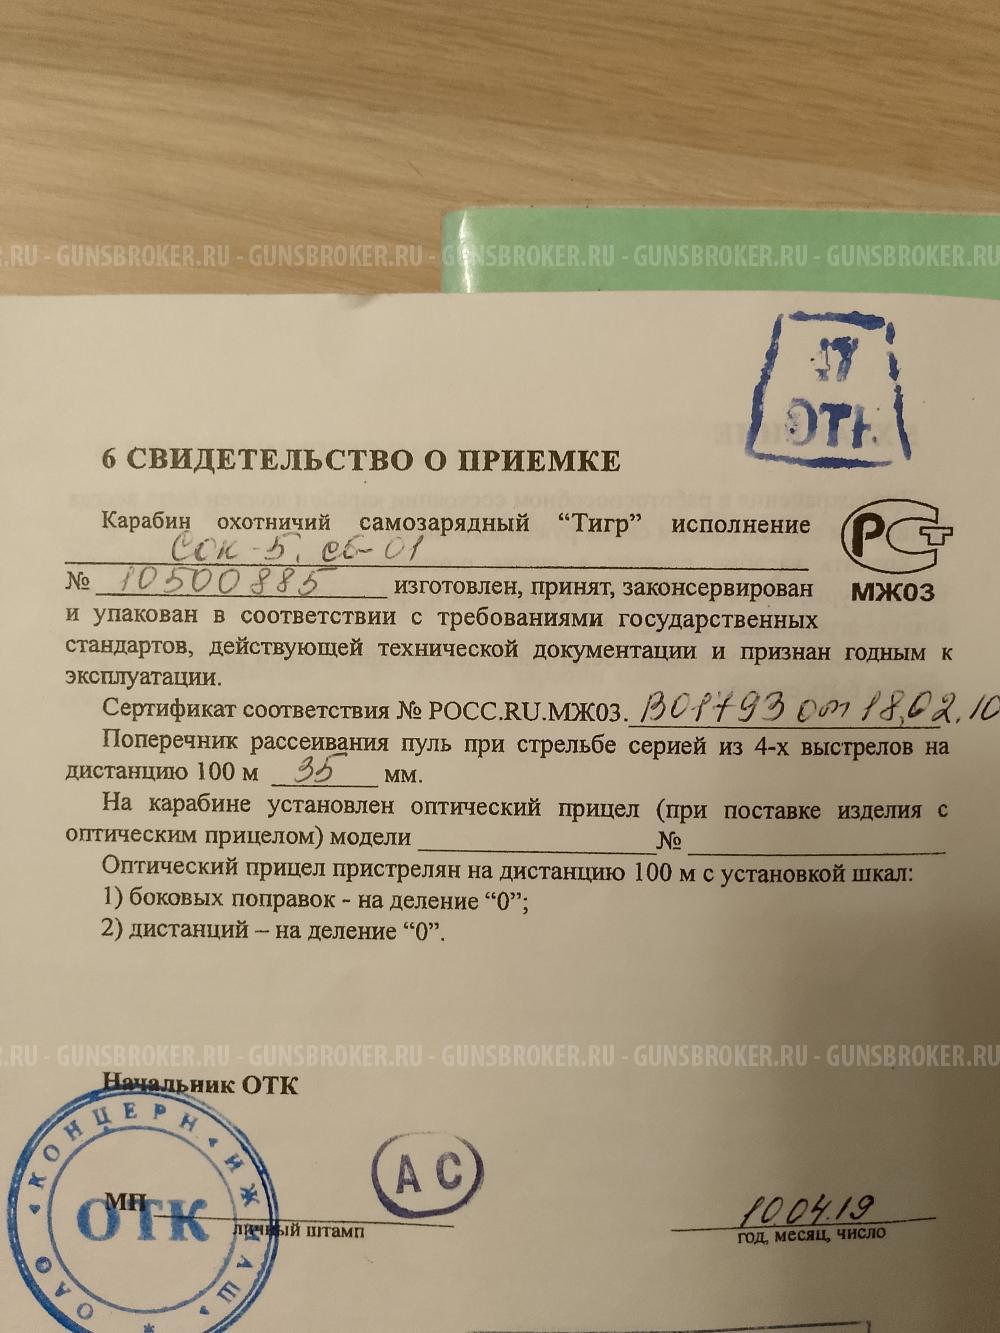 .RU - GUNSBROKER.RU - GUNSBROKER.RU - GUNSBROKER.RU - GUNSBROKER.RU - GUNSBROKER.RU
17
ОТК
6 СВИДЕТЕЛЬСТВО О ПРИЕМКЕ
Карабин охотничий самозарядный “Тигр” исполнение
СОК-5, сб-01
РСТ
МЖ03
№ 10500885 изготовлен, принят, законсервирован
и упакован в соответствии с требованиями государственных
стандартов, действующей технической документации и признан годным к
эксплуатации.
Сертификат соответствия № РОСС.RU.МЖ03. В01793 от 18.02.10
Поперечник рассеивания пуль при стрельбе серией из 4-х выстрелов на
дистанцию 100 м 35 мм.
На карабине установлен оптический прицел (при поставке изделия с
оптическим прицелом) модели №
Оптический прицел пристрелян на дистанцию 100 м с установкой шкал:
1) боковых поправок - на деление “0”;
2) дистанций – на деление “0”.
.RU - GUNSBROKER.RU - GUNSBROKER.RU - GUNSBROKER.RU - GUNSBROKER.RU - GUNSBROKER.RU
Начальник ОТК
ОАО КОНЦЕРН ИЖМАШ
ОТК
МП
АС
личный штамп
10.04.19
год, месяц, число